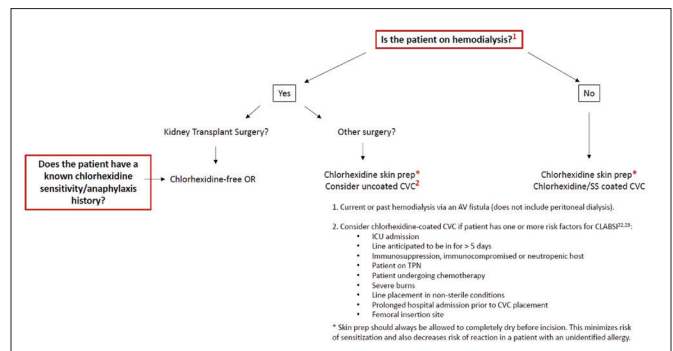 Is the patient on hemodialysis?1
Yes
No
Kidney Transplant Surgery?
Other surgery?
Does the patient have a
known chlorhexidine
sensitivity/anaphylaxis
history?
Chlorhexidine-free OR
Chlorhexidine skin prep*
Consider uncoated CVC2
Chlorhexidine skin prep*
Chlorhexidine/SS coated CVC
1. Current or past hemodialysis via an AV fistula (does not include peritoneal dialysis).
2. Consider chlorhexidine-coated CVC if patient has one or more risk factors for CLABSI22,23:
• ICU admission
• Line anticipated to be in for > 5 days
• Immunosuppression, immunocompromised or neutropenic host
• Patient on TPN
• Patient undergoing chemotherapy
• Severe burns
• Line placement in non-sterile conditions
• Prolonged hospital admission prior to CVC placement
• Femoral insertion site
* Skin prep should always be allowed to completely dry before incision. This minimizes risk
of sensitization and also decreases risk of reaction in a patient with an unidentified allergy.